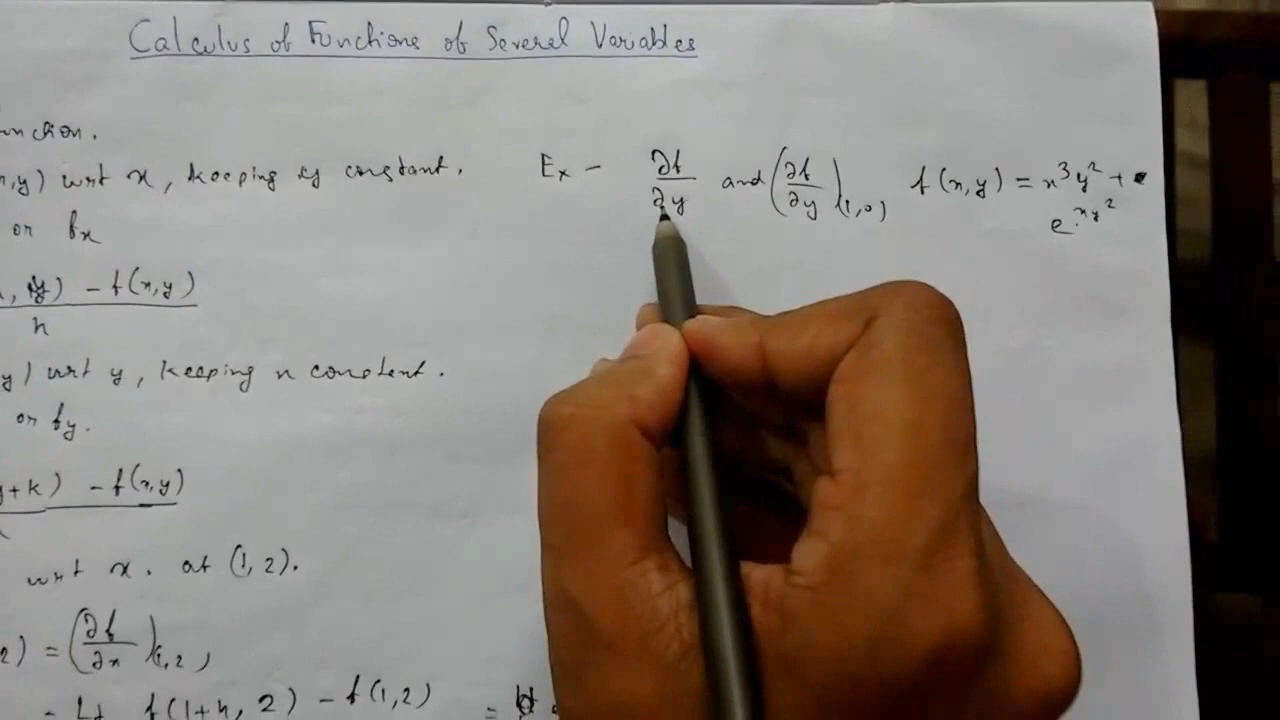 Calculus of Functions of Several Variables
unction.
x,y) wrt x, keeping y constant.
or fx
, y) - f(x,y)
h
y) wrt y, keeping x constant.
or fy.
y+k) - f(x,y)
wrt x. at (1,2).
2) = (∂f/∂x)(1,2)
= Lt f(1+h, 2) - f(1,2) =
Ex - ∂f/∂y and (∂f/∂y)(1,0) f(x,y) = x³y² +
e^xy²